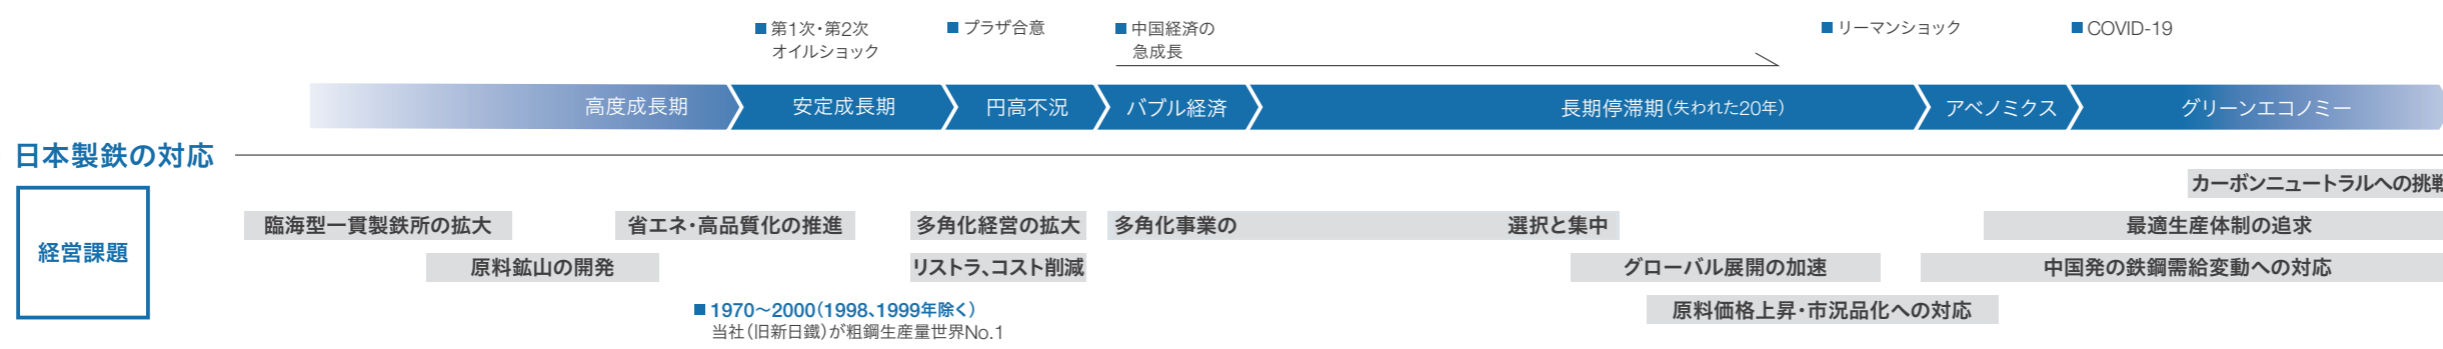 ■ 第1次・第2次
オイルショック
■ プラザ合意
■ 中国経済の
急成長
■ リーマンショック
■ COVID-19
高度成長期
安定成長期
円高不況
バブル経済
長期停滞期(失われた20年)
アベノミクス
グリーンエコノミー
日本製鉄の対応
経営課題
カーボンニュートラルへの挑戦
臨海型一貫製鉄所の拡大
省エネ・高品質化の推進
多角化経営の拡大
多角化事業の
選択と集中
最適生産体制の追求
原料鉱山の開発
リストラ、コスト削減
グローバル展開の加速
中国発の鉄鋼需給変動への対応
■ 1970〜2000(1998、1999年除く)
当社(旧新日鐵)が粗鋼生産量世界No.1
原料価格上昇・市況品化への対応